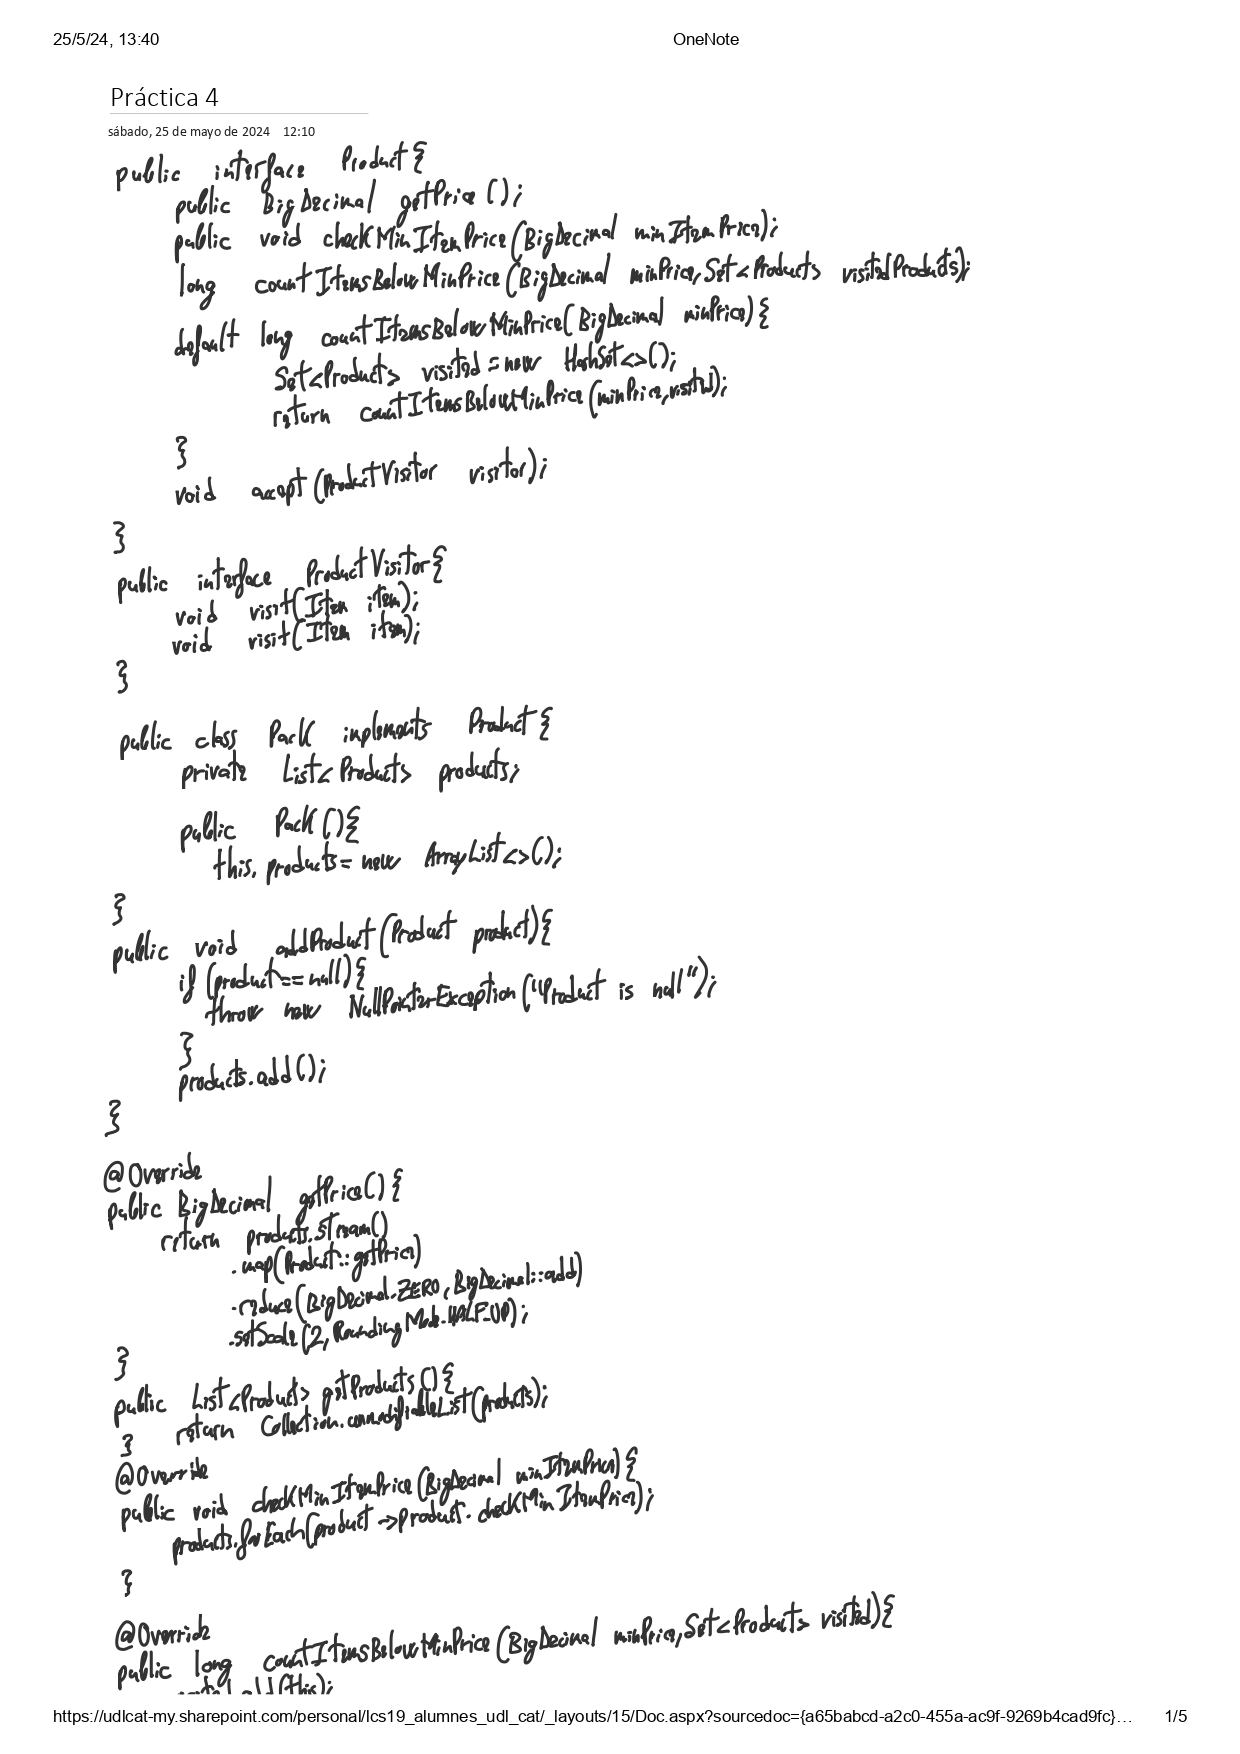 25/5/24, 13:40 OneNote
Práctica 4
sábado, 25 de mayo de 2024 12:10
public interface Product{
public BigDecimal getPrice();
public void checkMinItemPrice(BigDecimal minItemPrice);
long countItemsBelowMinPrice(BigDecimal minPrice, Set<Product> visitedProducts);
default long countItemsBelowMinPrice(BigDecimal minPrice){
Set<Product> visited = new HashSet<>();
return countItemsBelowMinPrice(minPrice, visited);
}
void accept(ProductVisitor visitor);
}
public interface ProductVisitor{
void visit(Item item);
void visit(Item item);
}
public class Pack implements Product{
private List<Product> products;
public Pack(){
this.products = new ArrayList<>();
}
public void addProduct(Product product){
if (product == null){
throw new NullPointerException("Product is null");
}
products.add();
}
@Override
public BigDecimal getPrice(){
return products.stream()
.map(Product::getPrice)
.reduce(BigDecimal.ZERO, BigDecimal::add)
.setScale(2, RoundingMode.HALF_UP);
}
public List<Product> getProducts(){
return Collection.unmodifiableList(products);
}
@Override
public void checkMinItemPrice(BigDecimal minItemPrice){
products.forEach(product -> product.checkMinItemPrice);
}
@Override
public long countItemsBelowMinPrice(BigDecimal minPrice, Set<Product> visited){
add(this);
https://udlcat-my.sharepoint.com/personal/lcs19_alumnes_udl_cat/_layouts/15/Doc.aspx?sourcedoc={a65babcd-a2c0-455a-ac9f-9269b4cad9fc}… 1/5